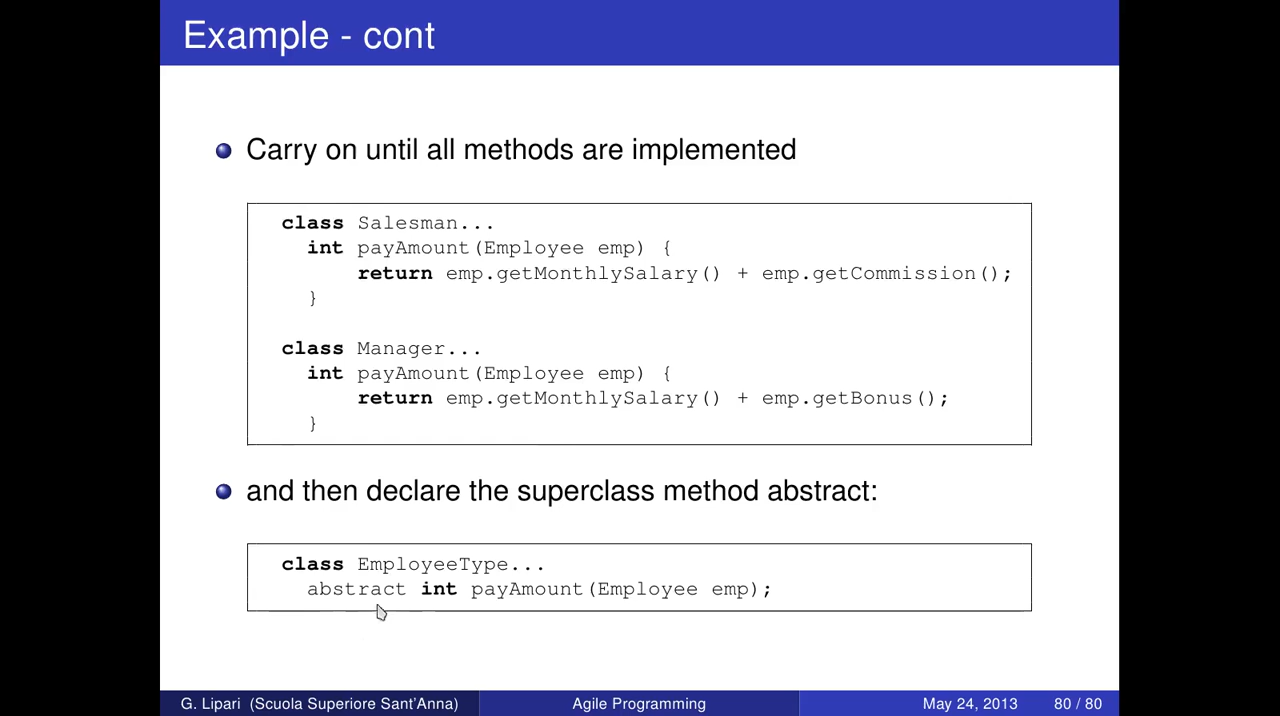 Example - cont
Carry on until all methods are implemented
class Salesman...
int payAmount(Employee emp) {
return emp.getMonthlySalary() + emp.getCommission();
}
class Manager...
int payAmount(Employee emp) {
return emp.getMonthlySalary() + emp.getBonus();
}
and then declare the superclass method abstract:
class EmployeeType...
abstract int payAmount(Employee emp);
G. Lipari (Scuola Superiore Sant'Anna) Agile Programming May 24, 2013 80 / 80